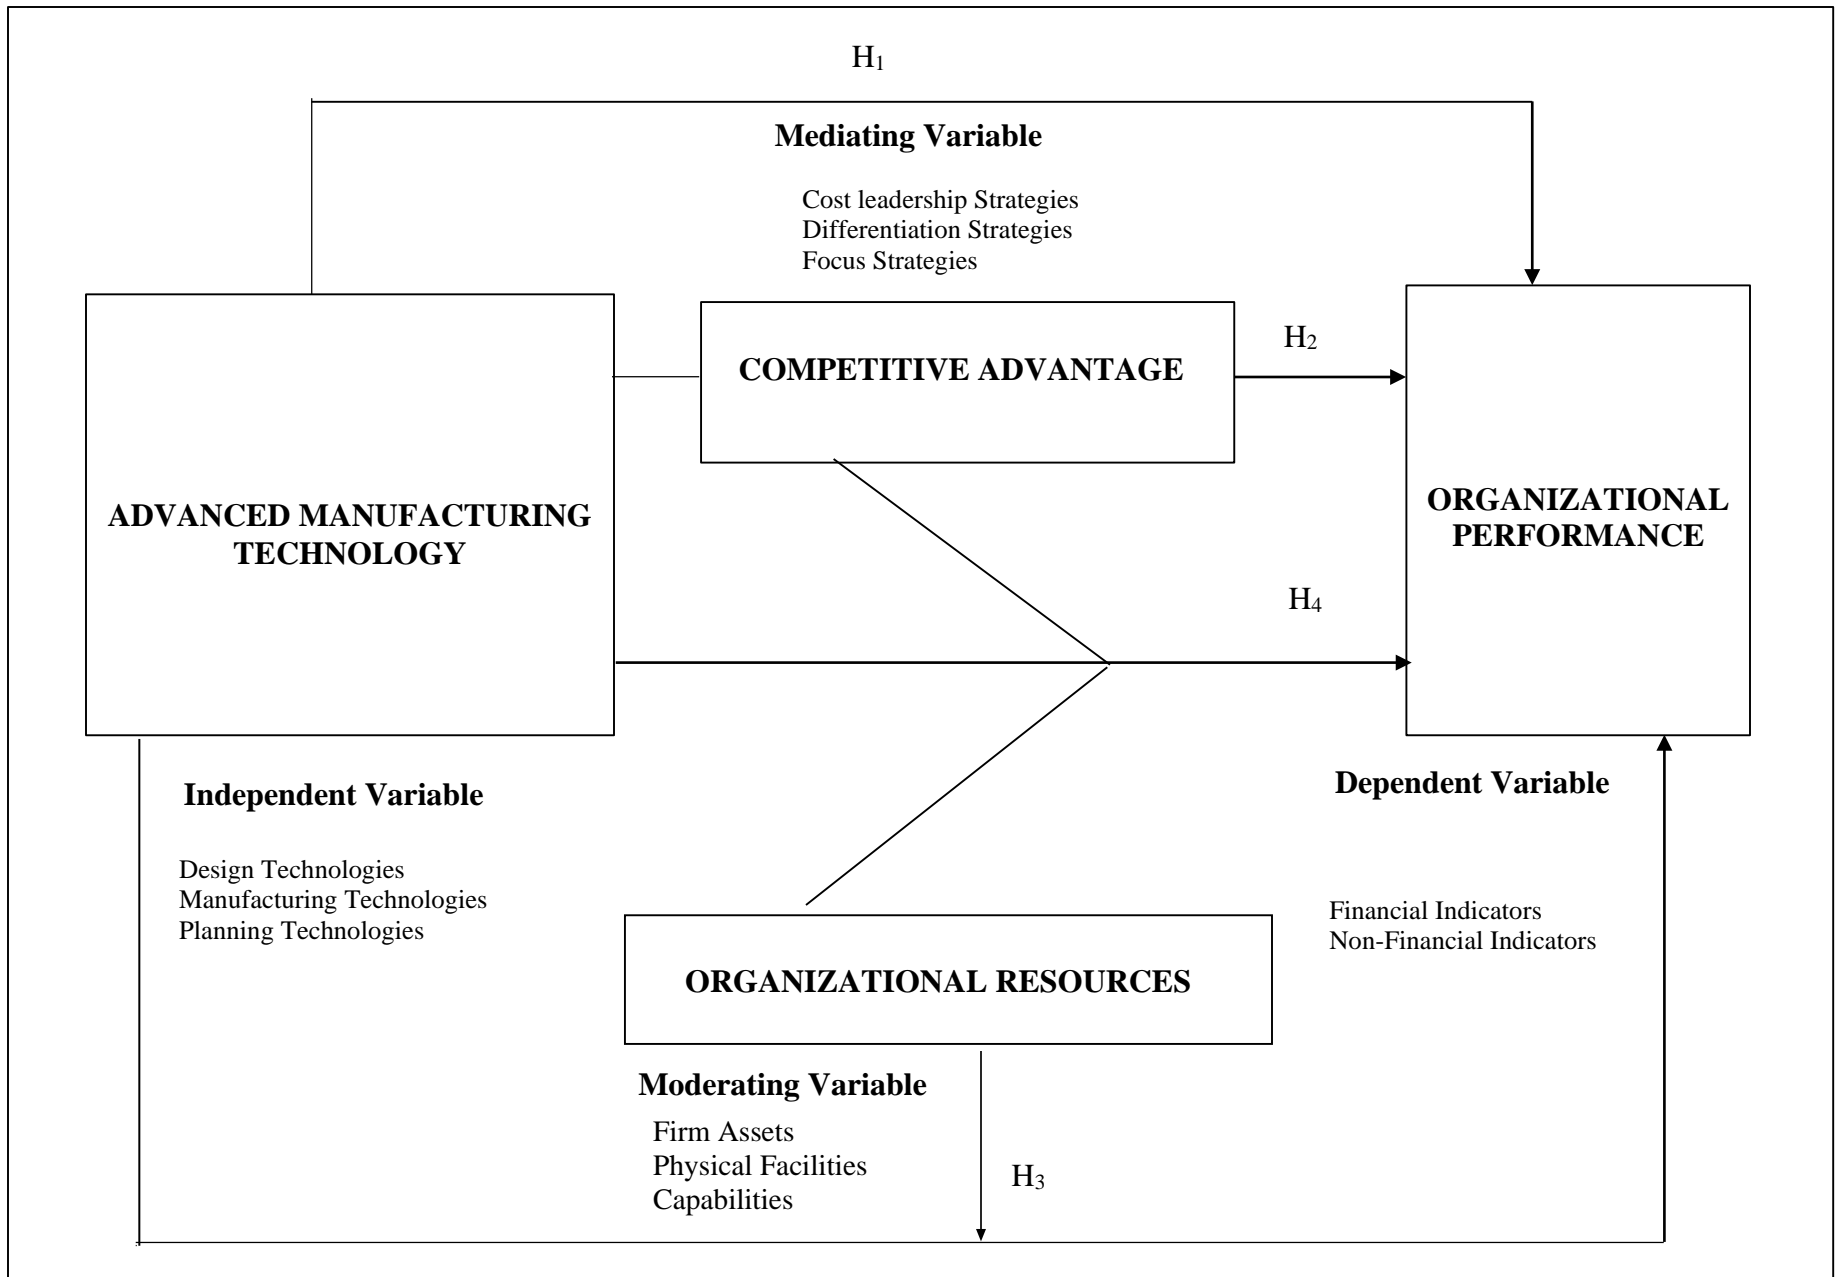 H₁
Mediating Variable
Cost leadership Strategies
Differentiation Strategies
Focus Strategies
COMPETITIVE ADVANTAGE
H₂
ADVANCED MANUFACTURING
TECHNOLOGY
ORGANIZATIONAL
PERFORMANCE
H₄
Independent Variable
Design Technologies
Manufacturing Technologies
Planning Technologies
Dependent Variable
Financial Indicators
Non-Financial Indicators
ORGANIZATIONAL RESOURCES
Moderating Variable
Firm Assets
Physical Facilities
Capabilities
H₃